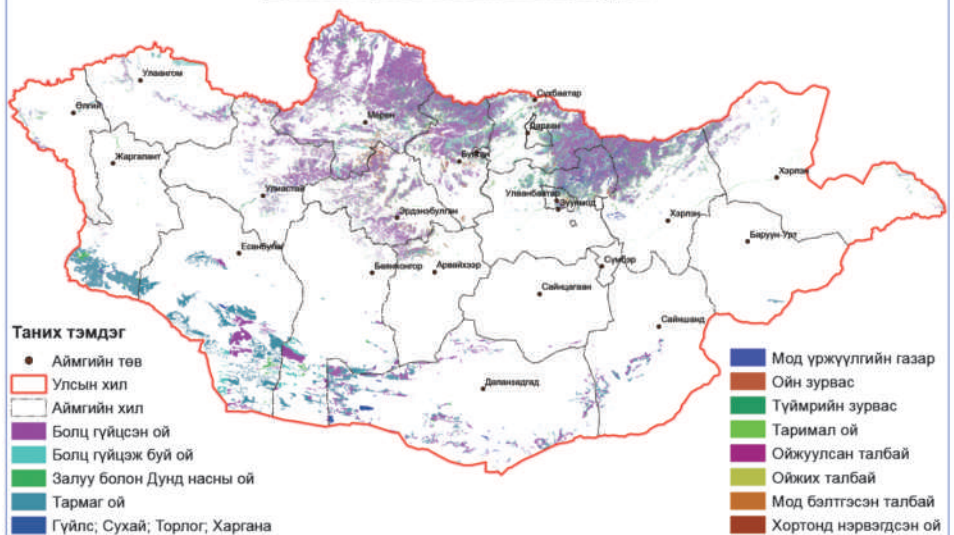 Улаангом
Өлгий
Мөрөн
Сүхбаатар
Дархан
Жаргалант
Булган
Хэрлэн
Улиастай
Улаанбаатар
Зуунмод
Эрдэнэбулган
Хэрлэн
Баруун-Урт
Есөнбулаг
Баянхонгор
Арвайхээр
Сүмбэр
Сайнцагаан
Сайншанд
Даланзадгад
Таних тэмдэг
Аймгийн төв
Улсын хил
Аймгийн хил
Болц гүйцсэн ой
Болц гүйцэж буй ой
Залуу болон Дунд насны ой
Тармаг ой
Гүйлс; Сухай; Торлог; Харгана
Мод үржүүлгийн газар
Ойн зурвас
Түймрийн зурвас
Таримал ой
Ойжуулсан талбай
Ойжих талбай
Мод бэлтгэсэн талбай
Хортонд нэрвэгдсэн ой